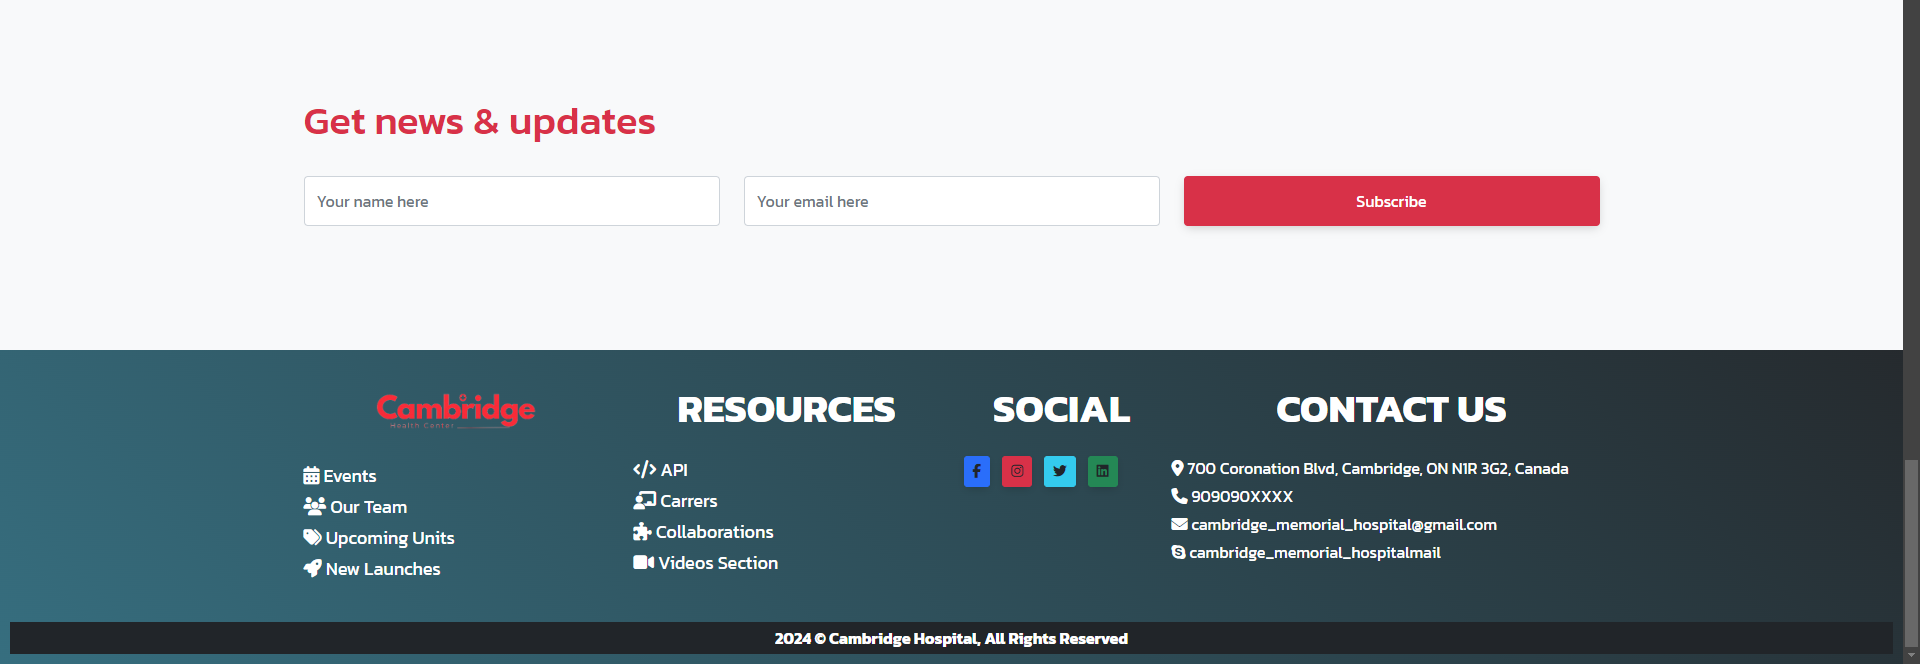 Get news & updates
Your name here
Your email here
Subscribe
Cambridge
Health Center
Events
Our Team
Upcoming Units
New Launches
RESOURCES
API
Carrers
Collaborations
Videos Section
SOCIAL
CONTACT US
700 Coronation Blvd, Cambridge, ON N1R 3G2, Canada
909090XXXX
cambridge_memorial_hospital@gmail.com
cambridge_memorial_hospitalmail
2024 © Cambridge Hospital, All Rights Reserved